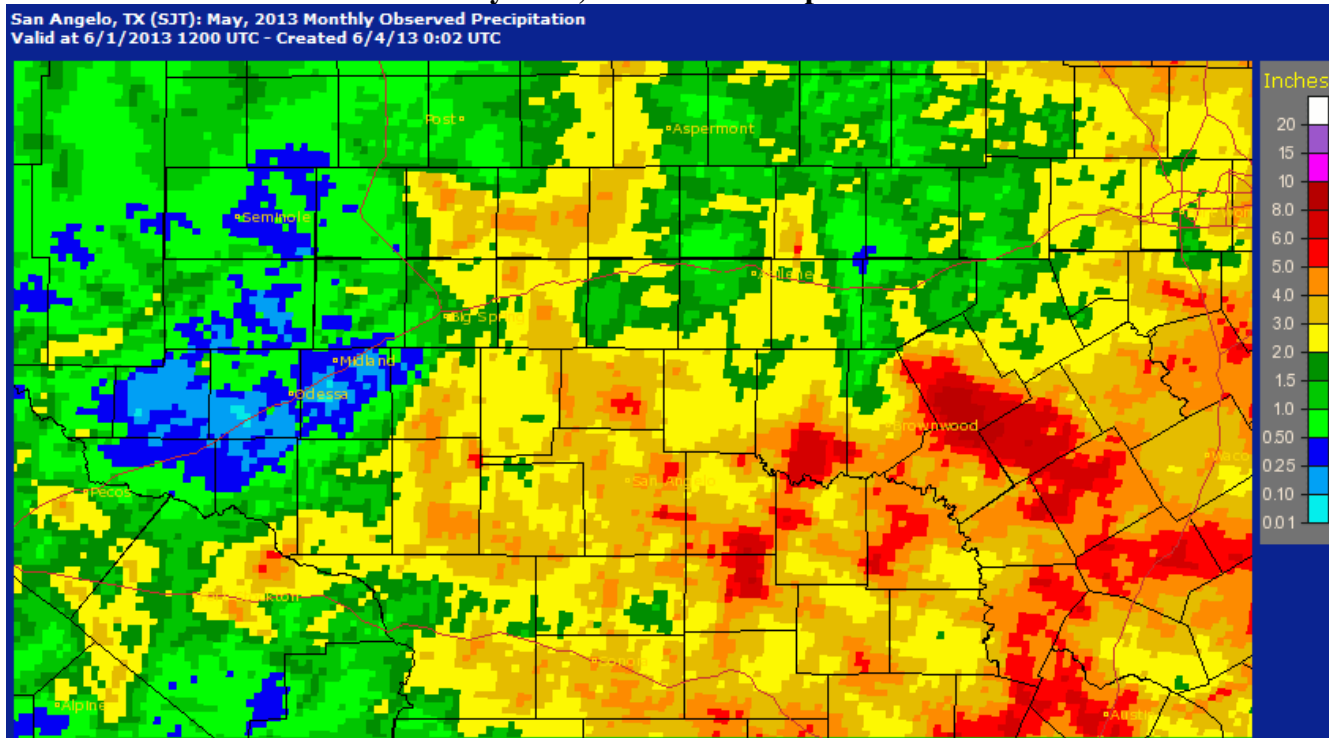 San Angelo, TX (SJT): May, 2013 Monthly Observed Precipitation
Valid at 6/1/2013 1200 UTC - Created 6/4/13 0:02 UTC
Inches
Post
Aspermont
20
15
10
Seminole
8.0
6.0
Abilene
5.0
4.0
Big Spring
3.0
Midland
2.0
Odessa
1.5
1.0
Brownwood
0.50
Waco
0.25
San Angelo
Pecos
0.10
0.01
Alpine
Austin